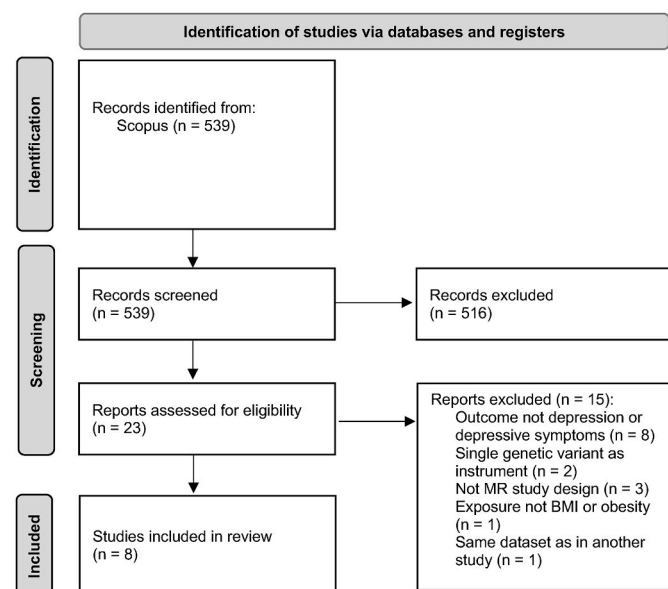 Identification of studies via databases and registers
Identification
Records identified from:
Scopus (n = 539)
Screening
Records screened
(n = 539)
Records excluded
(n = 516)
Reports assessed for eligibility
(n = 23)
Reports excluded (n = 15):
Outcome not depression or
depressive symptoms (n = 8)
Single genetic variant as
instrument (n = 2)
Not MR study design (n = 3)
Exposure not BMI or obesity
(n = 1)
Same dataset as in another
study (n = 1)
Included
Studies included in review
(n = 8)